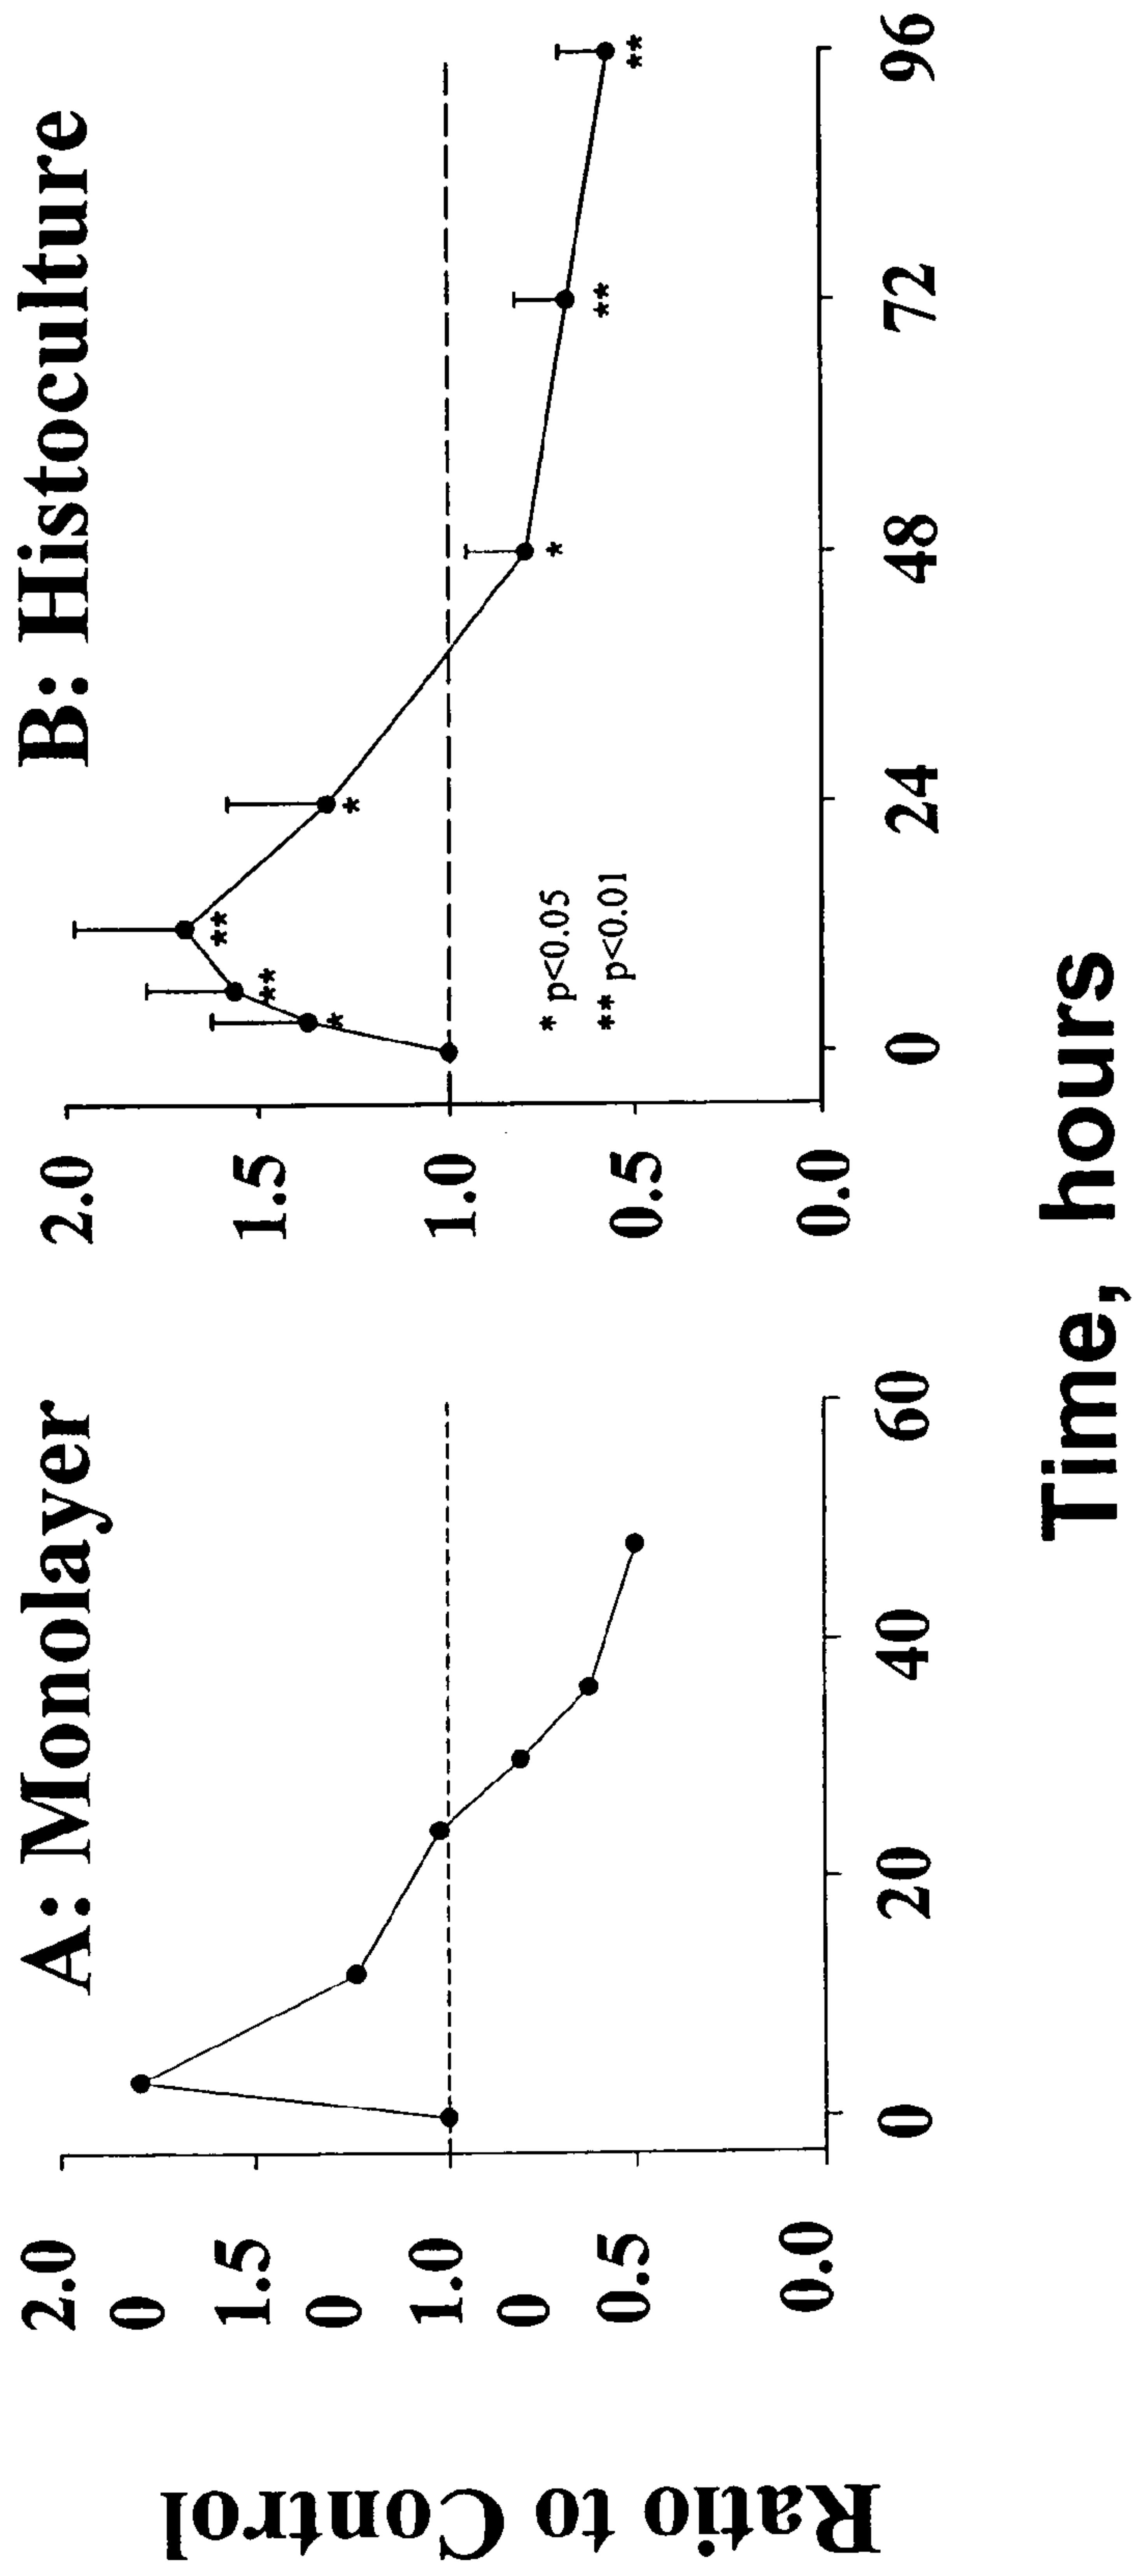 Ratio to Control
A: Monolayer
2.0
0
1.5
0
1.0
0
0.5
0.0
0 20 40 60
B: Histoculture
2.0
1.5
1.0
0.5
0.0
*
**
**
*
*
**
**
* p<0.05
** p<0.01
0 24 48 72 96
Time, hours